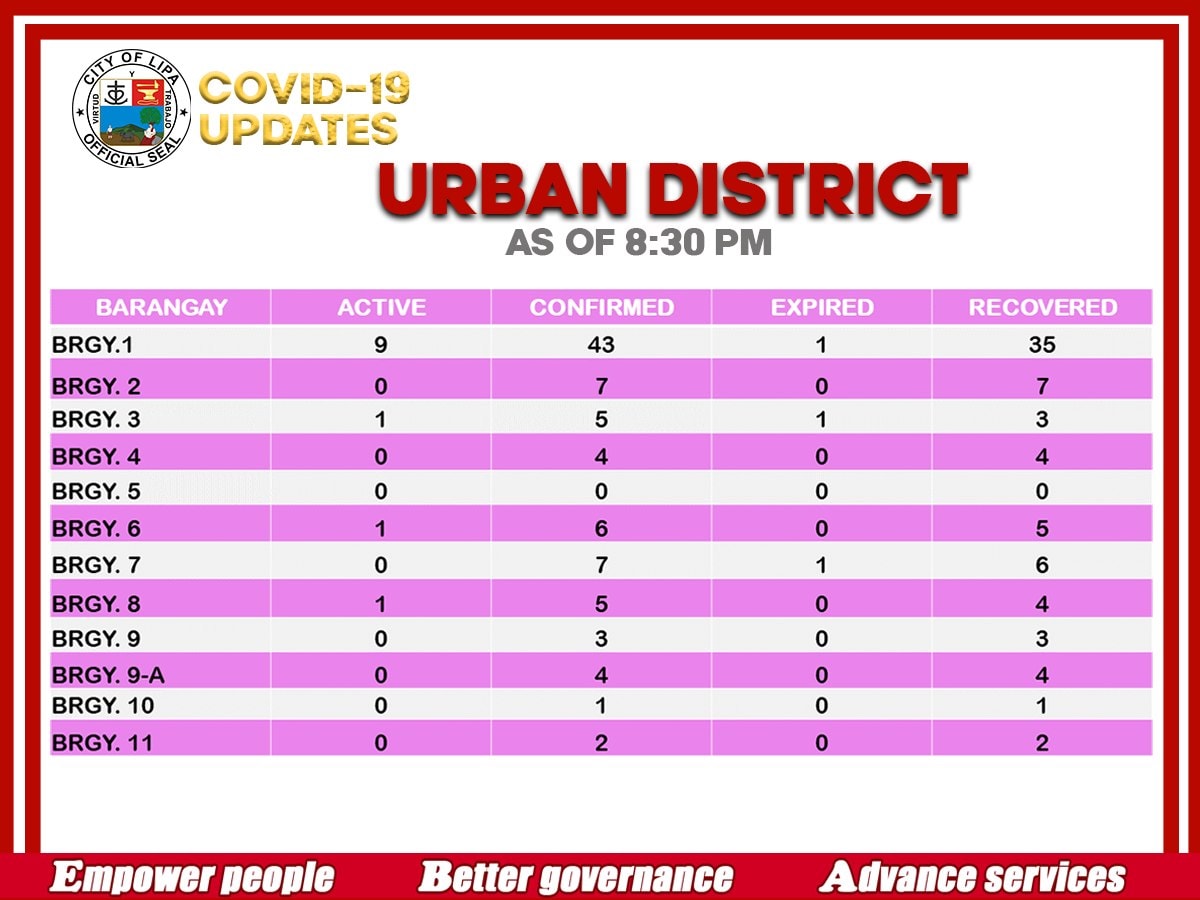 CITY OF LIPA
VIRTUD Y TRABAJO
OFFICIAL SEAL
COVID-19
UPDATES
URBAN DISTRICT
AS OF 8:30 PM
BARANGAY ACTIVE CONFIRMED EXPIRED RECOVERED
BRGY.1 9 43 1 35
BRGY. 2 0 7 0 7
BRGY. 3 1 5 1 3
BRGY. 4 0 4 0 4
BRGY. 5 0 0 0 0
BRGY. 6 1 6 0 5
BRGY. 7 0 7 1 6
BRGY. 8 1 5 0 4
BRGY. 9 0 3 0 3
BRGY. 9-A 0 4 0 4
BRGY. 10 0 1 0 1
BRGY. 11 0 2 0 2
Empower people Better governance Advance services